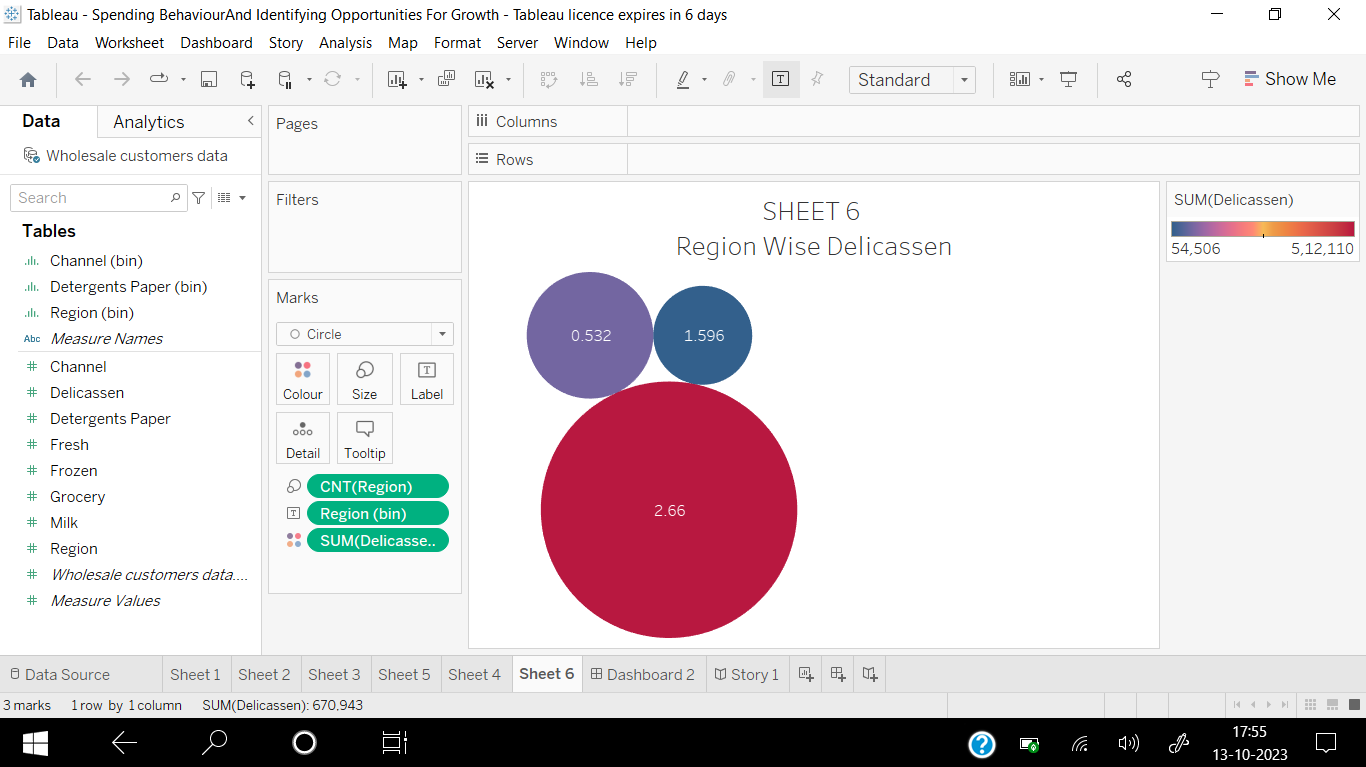 Tableau - Spending BehaviourAnd Identifying Opportunities For Growth - Tableau licence expires in 6 days
File Data Worksheet Dashboard Story Analysis Map Format Server Window Help
Standard
Show Me
Data Analytics
Wholesale customers data
Search
Tables
Channel (bin)
Detergents Paper (bin)
Region (bin)
Abc Measure Names
Channel
Delicassen
Detergents Paper
Fresh
Frozen
Grocery
Milk
Region
Wholesale customers data....
Measure Values
Pages
Filters
Marks
Circle
Colour Size Label
Detail Tooltip
CNT(Region)
Region (bin)
SUM(Delicasse..
Columns
Rows
SHEET 6
Region Wise Delicassen
0.532 1.596
2.66
SUM(Delicassen)
54,506 5,12,110
Data Source Sheet 1 Sheet 2 Sheet 3 Sheet 5 Sheet 4 Sheet 6 Dashboard 2 Story 1
3 marks 1 row by 1 column SUM(Delicassen): 670,943
17:55
13-10-2023